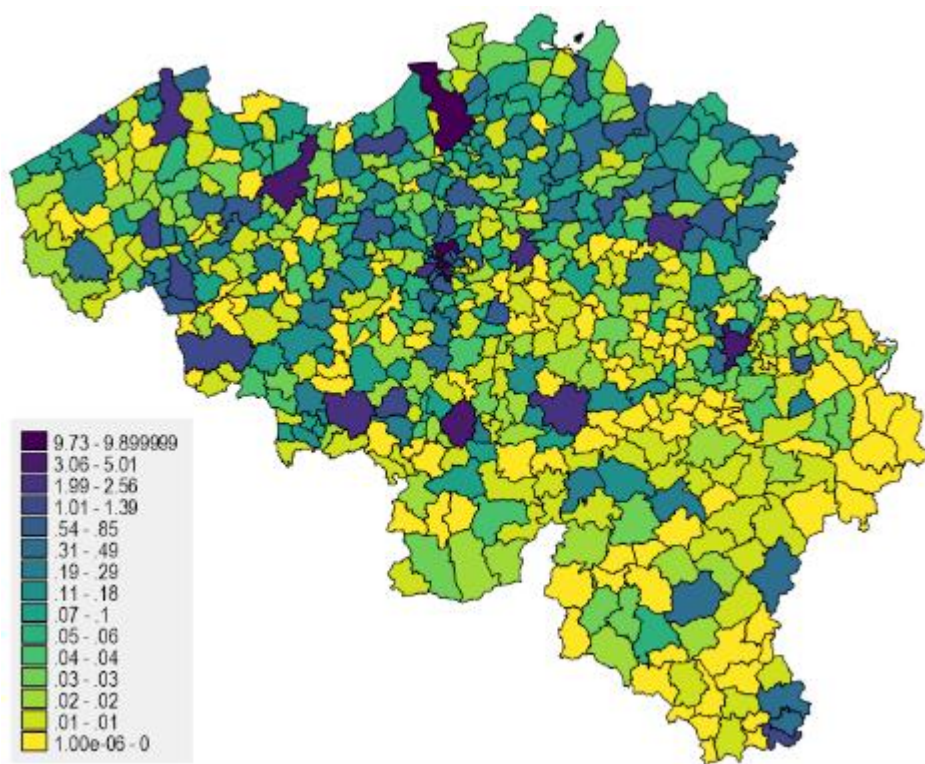 9.73 - 9.899999
3.06 - 5.01
1.99 - 2.56
1.01 - 1.39
.54 - .85
.31 - .49
.19 - .29
.11 - .18
.07 - .1
.05 - .06
.04 - .04
.03 - .03
.02 - .02
.01 - .01
1.00e-06 - 0